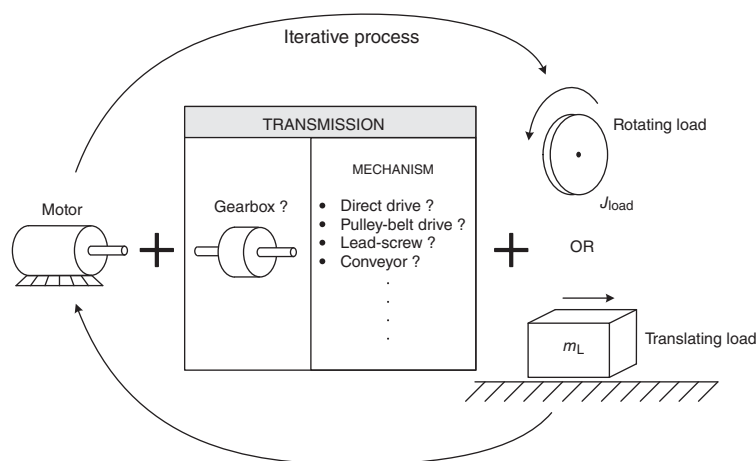 Iterative process
TRANSMISSION
Motor
Gearbox ?
MECHANISM
• Direct drive ?
• Pulley-belt drive ?
• Lead-screw ?
• Conveyor ?
.
.
.
.
Rotating load
Jload
OR
mL
Translating load